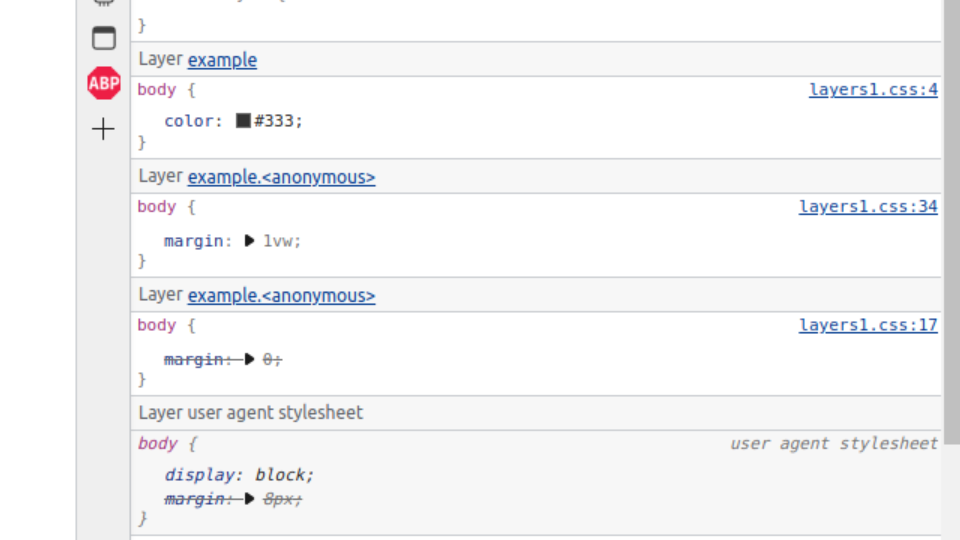 }
Layer example
ABP
body {
layers1.css:4
color: #333;
}
Layer example.<anonymous>
body {
layers1.css:34
margin: 1vw;
}
Layer example.<anonymous>
body {
layers1.css:17
margin: 0;
}
Layer user agent stylesheet
body {
user agent stylesheet
display: block;
margin: 8px;
}